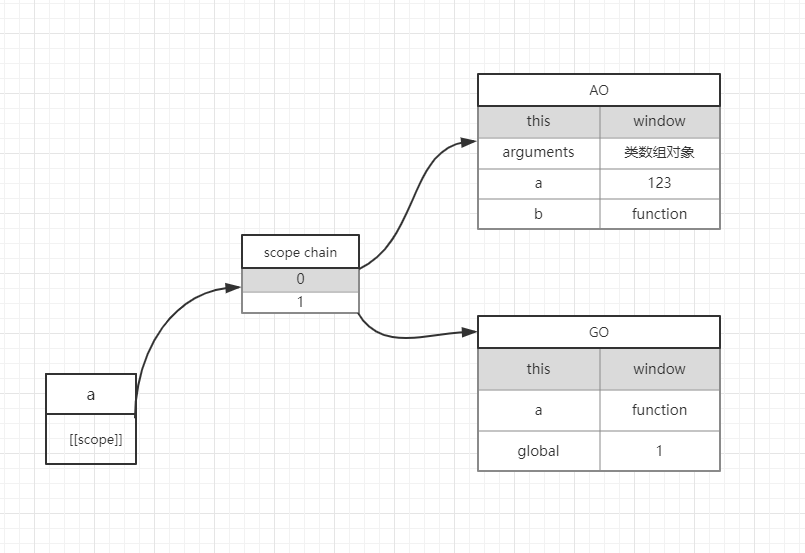 AO
this window
arguments 类数组对象
a 123
b function
scope chain
0
1
GO
this window
a function
global 1
a
[[scope]]